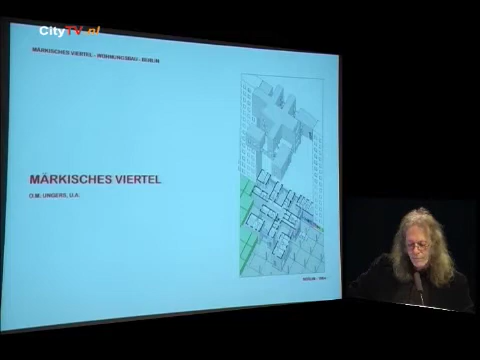 CityTV.nl
MÄRKISCHES VIERTEL - WOHNUNGSBAU - BERLIN
MÄRKISCHES VIERTEL
O.M. UNGERS, U.A.